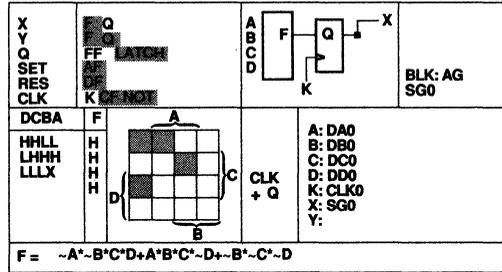 X F Q
Y F Q
Q FF LATCH
SET AF
RES DF
CLK K CF NOT
A
B
C
D
F
Q
X
K
BLK: AG
SG0
DCBA F
HHLL H
LHHH H
LLLX H
H
A
C
D
B
CLK
+ Q
A: DA0
B: DB0
C: DC0
D: DD0
K: CLK0
X: SG0
Y:
F = ~A*~B*C*D+A*B*C*~D+~B*~C*~D